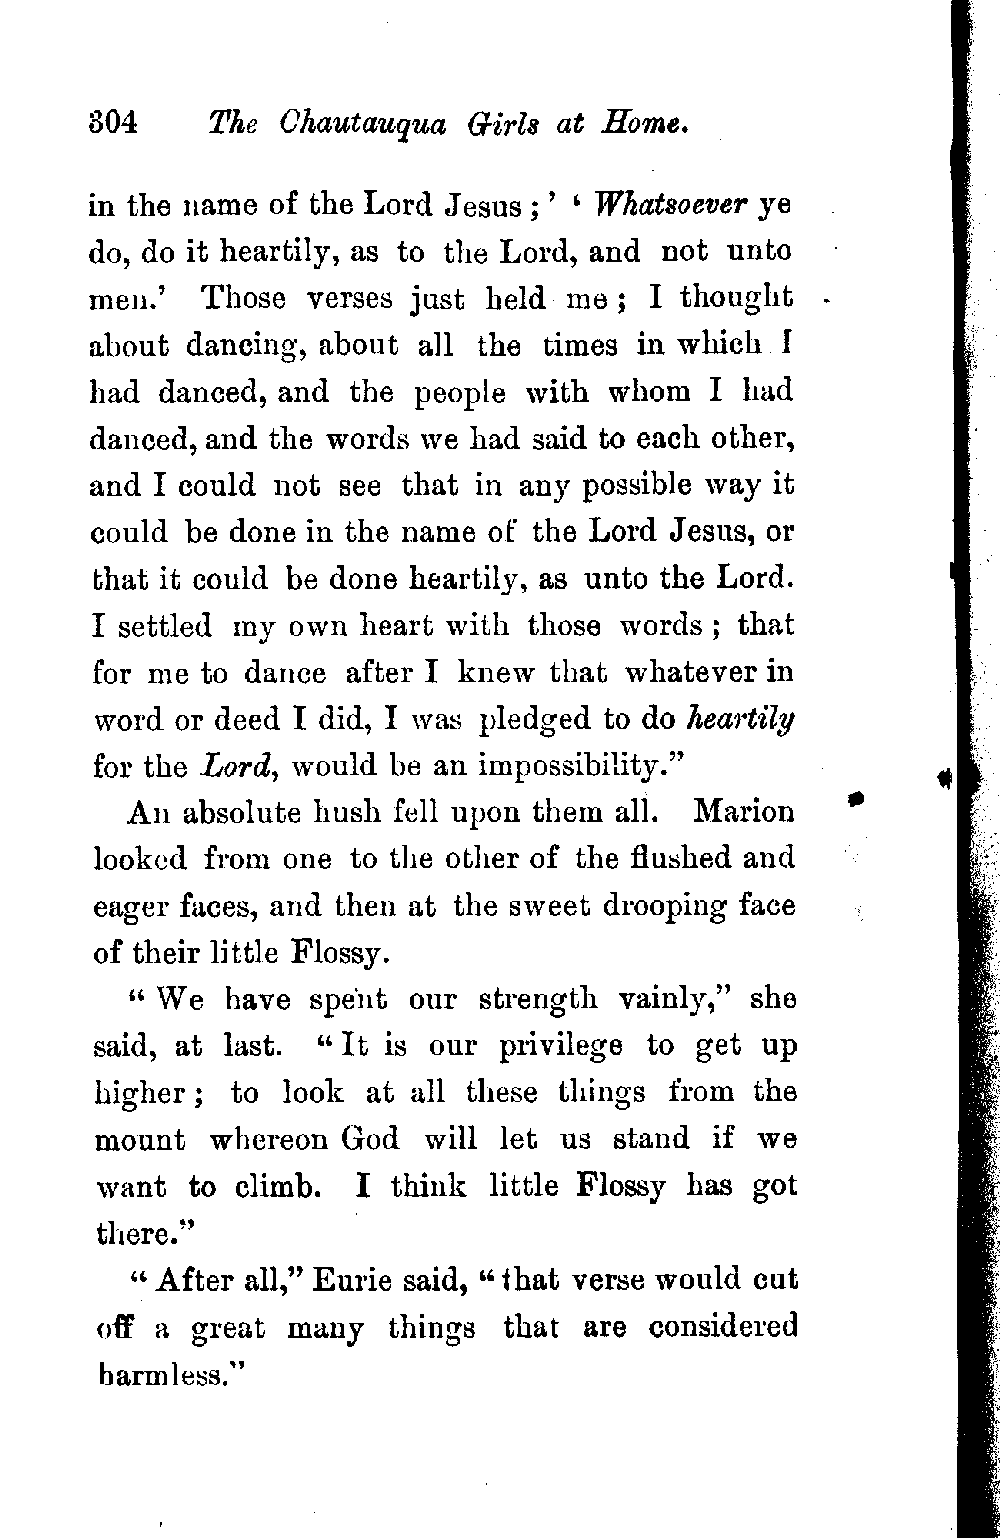 304 The Chautauqua Girls at Home.
in the name of the Lord Jesus ; ’ ‘ Whatsoever ye
do, do it heartily, as to the Lord, and not unto
men.’ Those verses just held me ; I thought
about dancing, about all the times in which I
had danced, and the people with whom I had
danced, and the words we had said to each other,
and I could not see that in any possible way it
could be done in the name of the Lord Jesus, or
that it could be done heartily, as unto the Lord.
I settled my own heart with those words ; that
for me to dance after I knew that whatever in
word or deed I did, I was pledged to do heartily
for the Lord, would be an impossibility.”
An absolute hush fell upon them all. Marion
looked from one to the other of the flushed and
eager faces, and then at the sweet drooping face
of their little Flossy.
“ We have spent our strength vainly,” she
said, at last. “ It is our privilege to get up
higher ; to look at all these things from the
mount whereon God will let us stand if we
want to climb. I think little Flossy has got
there.”
“ After all,” Eurie said, “ that verse would cut
off a great many things that are considered
harmless.”